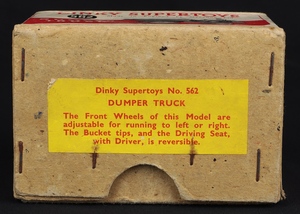 DINKY SUPERTOYS
Dinky Supertoys No. 562
DUMPER TRUCK
The Front Wheels of this Model are
adjustable for running to left or right.
The Bucket tips, and the Driving Seat,
with Driver, is reversible.